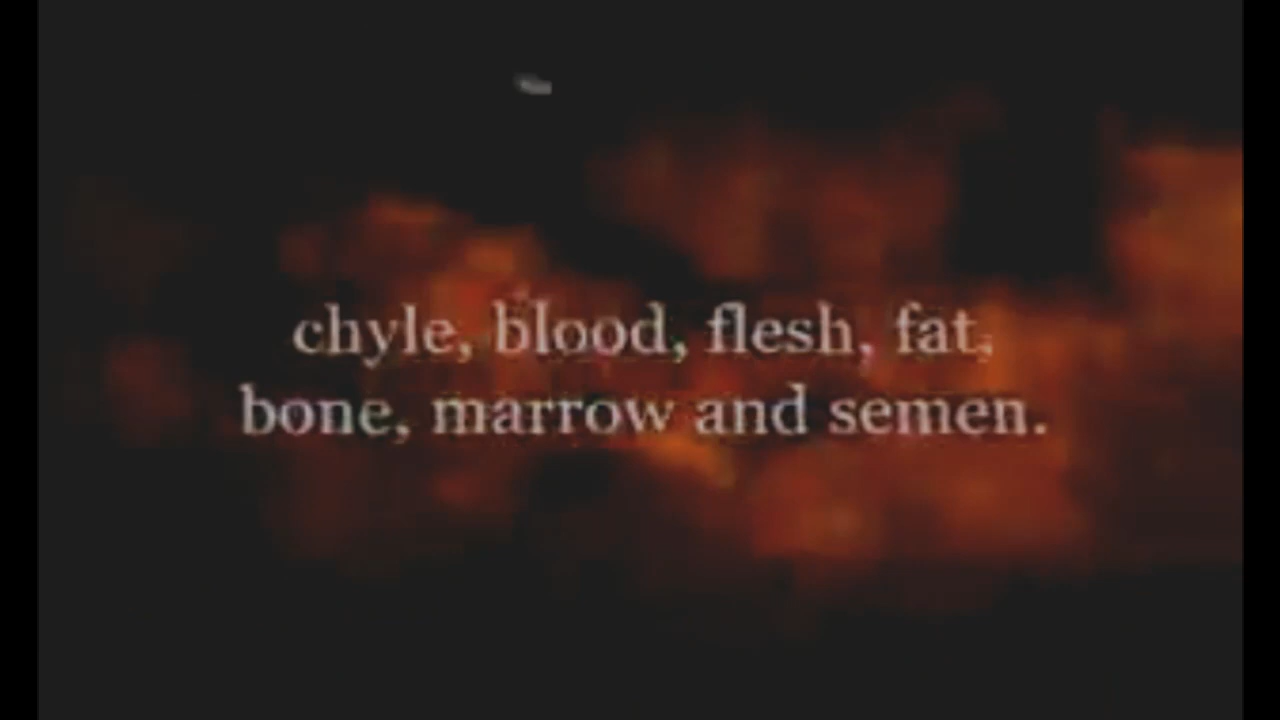 chyle, blood, flesh, fat,
bone, marrow and semen.